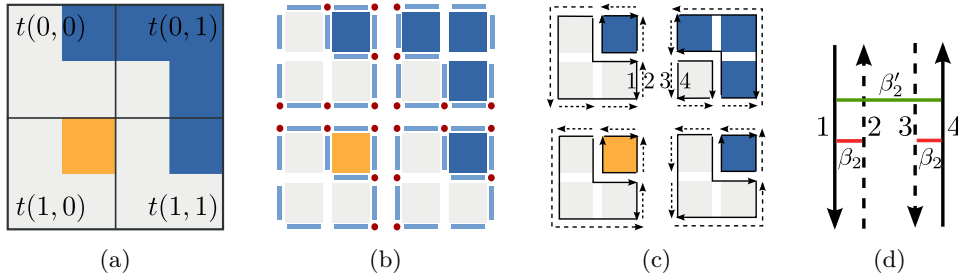 t(0,0) t(0,1)
t(1,0) t(1,1)
1 2 3 4
β′₂
1 2 3 4
β₂ β₂
(a) (b) (c) (d)